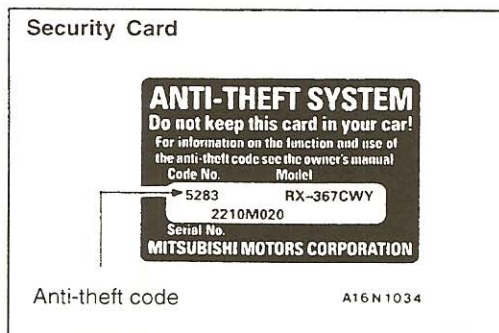 Security Card
ANTI-THEFT SYSTEM
Do not keep this card in your car!
For information on the function and use of
the anti-theft code see the owner's manual
Code No. Model
5283 RX-367CWY
2210M020
Serial No.
MITSUBISHI MOTORS CORPORATION
Anti-theft code
A16N1034